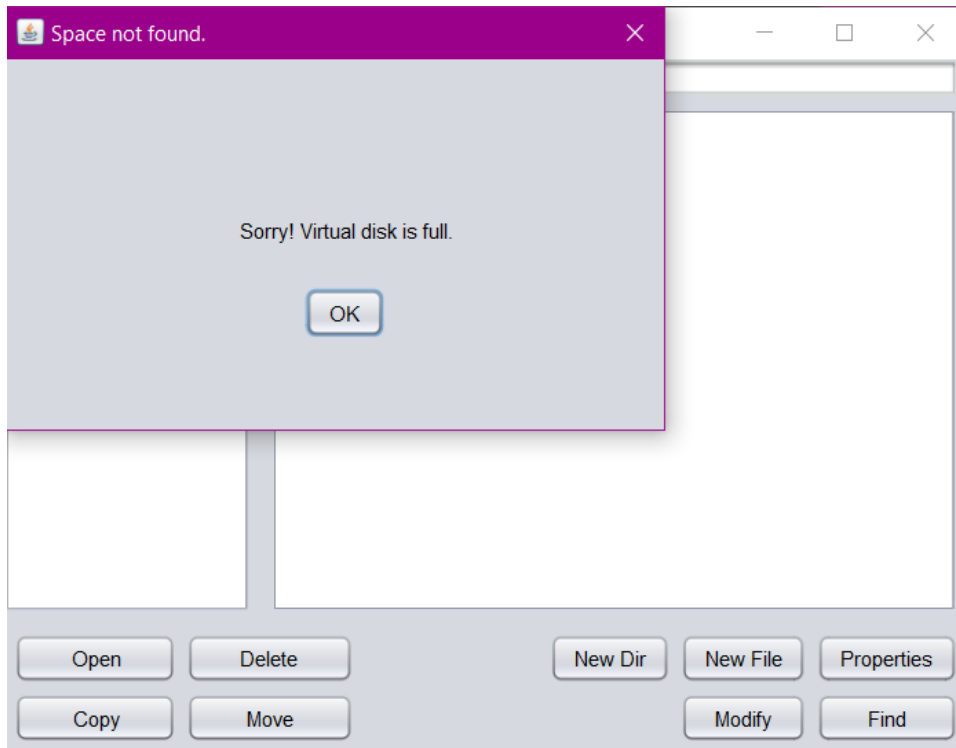 Space not found.
Sorry! Virtual disk is full.
OK
Open Delete New Dir New File Properties
Copy Move Modify Find